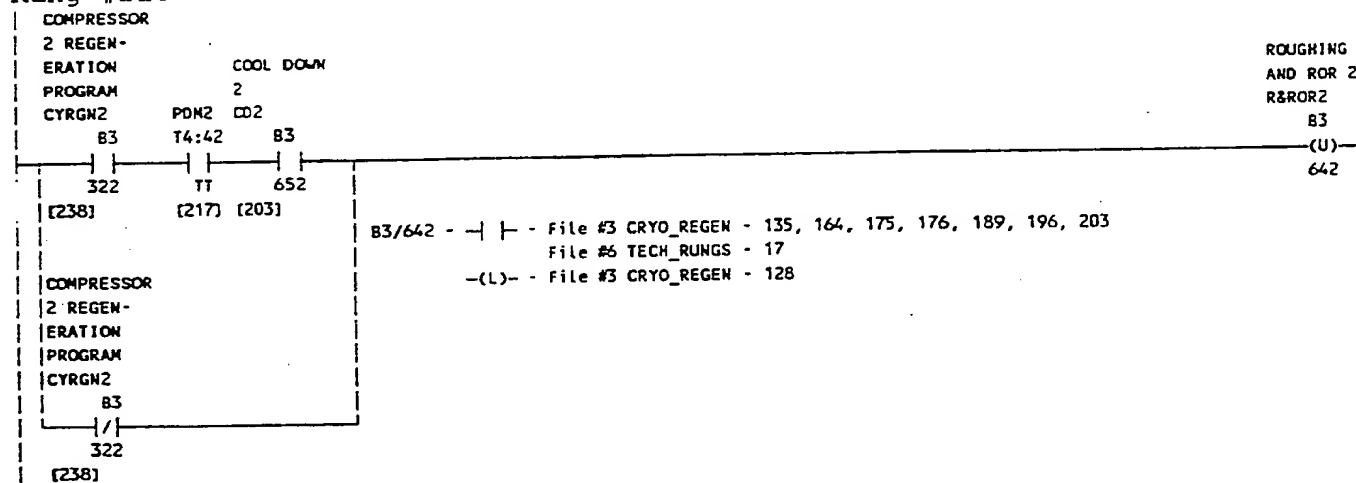 COMPRESSOR
2 REGEN-
ERATION COOL DOWN
PROGRAM 2
CYRGN2 PDN2 CD2
B3 T4:42 B3
322 TT 652
[238] [217] [203]
ROUGHING
AND ROR 2
R&ROR2
B3
(U)
642
B3/642 - ─┤ ├─ - File #3 CRYO_REGEN - 135, 164, 175, 176, 189, 196, 203
File #6 TECH_RUNGS - 17
─(L)─ - File #3 CRYO_REGEN - 128
COMPRESSOR
2 REGEN-
ERATION
PROGRAM
CYRGN2
B3
┤/├
322
[238]